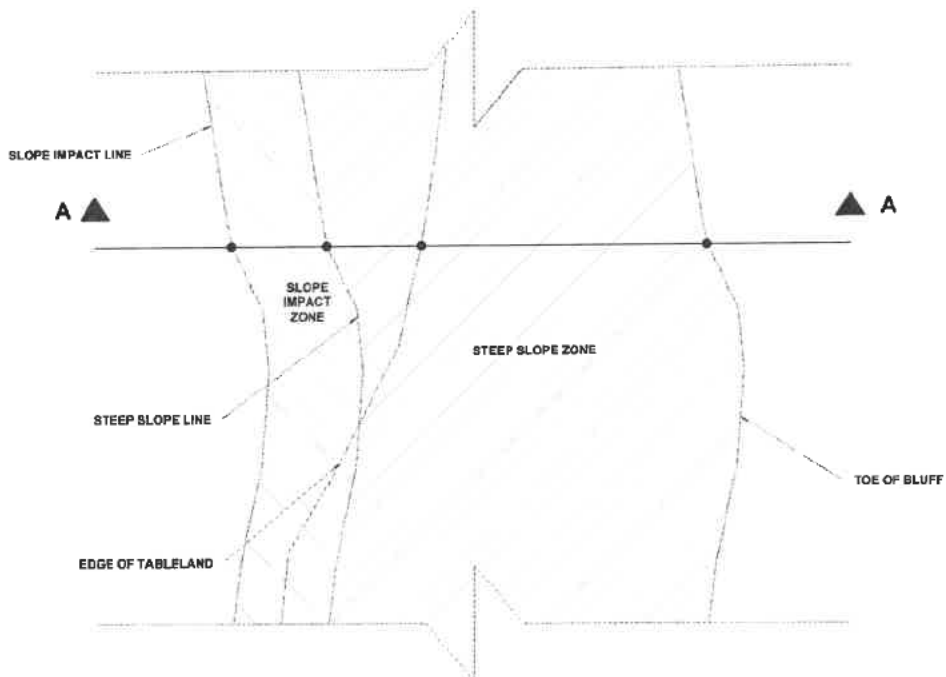 SLOPE IMPACT LINE
A
A
SLOPE
IMPACT
ZONE
STEEP SLOPE ZONE
STEEP SLOPE LINE
TOE OF BLUFF
EDGE OF TABLELAND